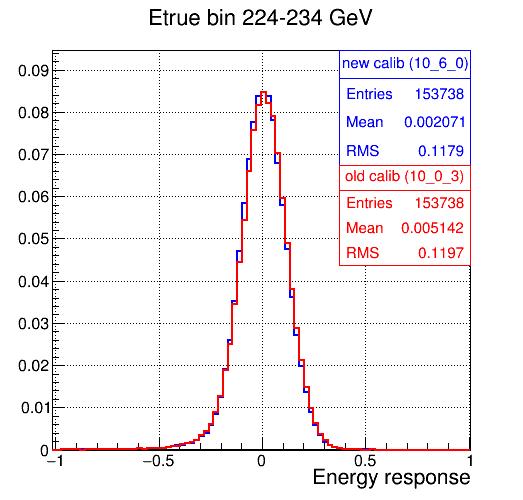 Etrue bin 224-234 GeV
new calib (10_6_0)
Entries 153738
Mean 0.002071
RMS 0.1179
old calib (10_0_3)
Entries 153738
Mean 0.005142
RMS 0.1197
0.09
0.08
0.07
0.06
0.05
0.04
0.03
0.02
0.01
0
−1 −0.5 0 0.5 1
Energy response